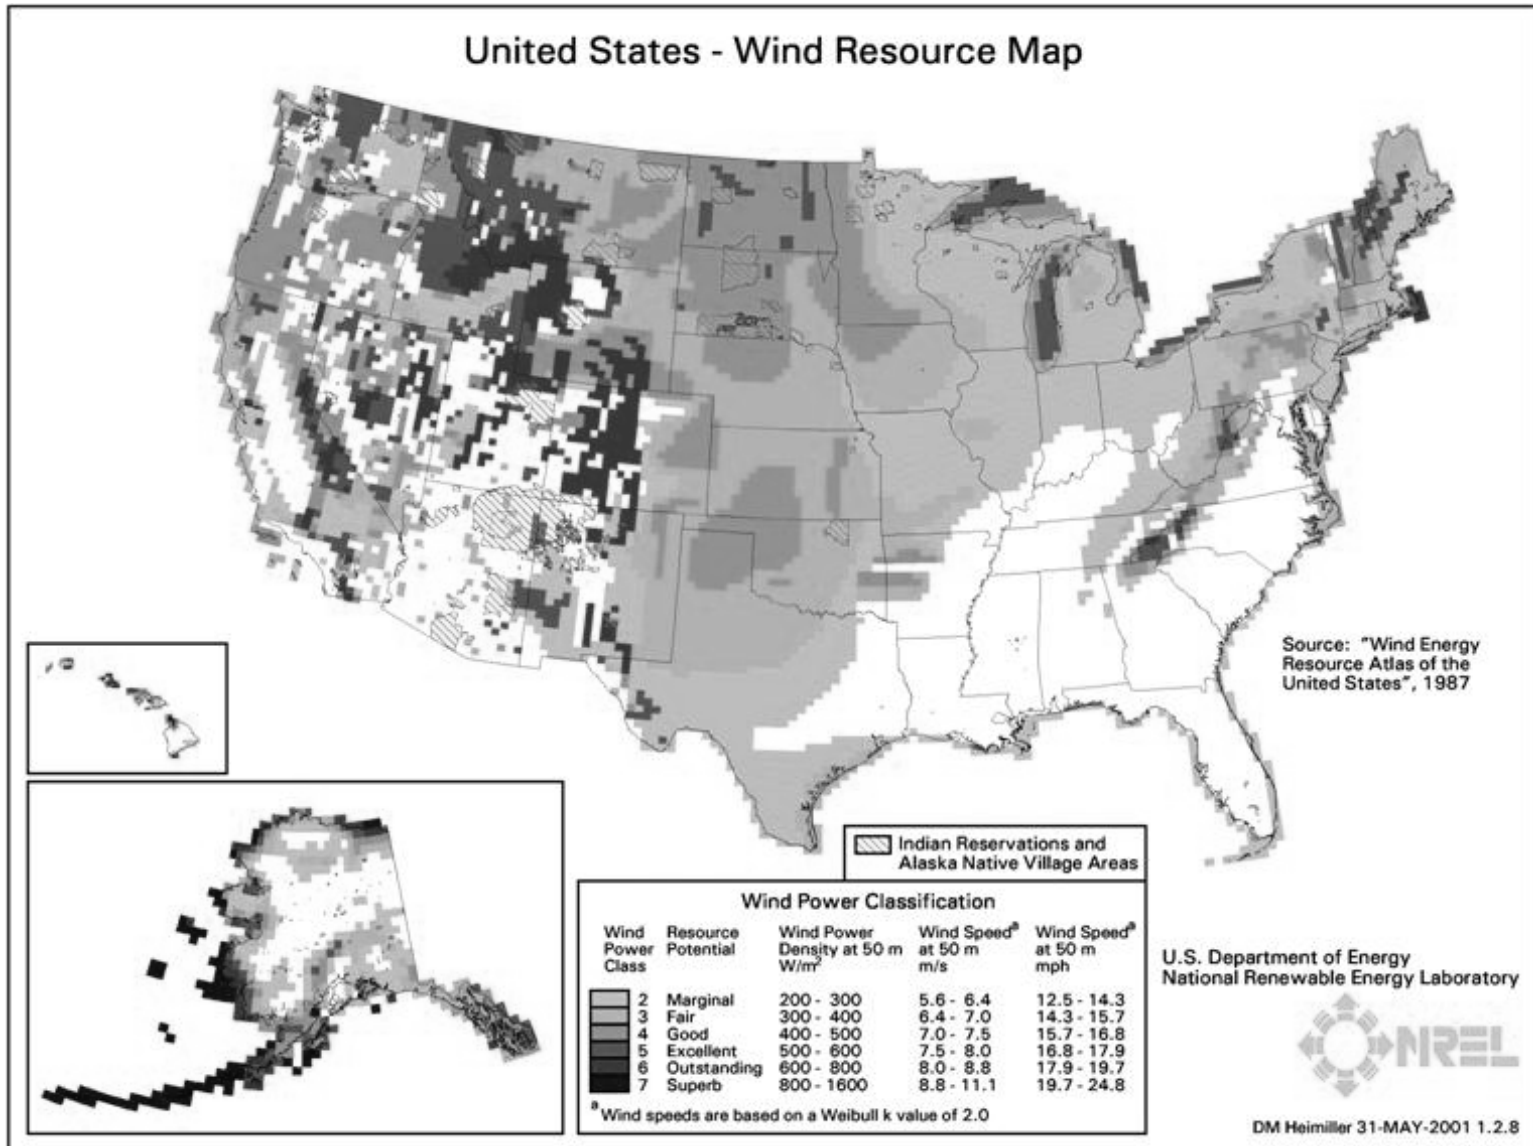 United States - Wind Resource Map
Source: "Wind Energy
Resource Atlas of the
United States", 1987
Indian Reservations and
Alaska Native Village Areas
Wind Power Classification
Wind Power Class Resource Potential Wind Power Density at 50 m W/m² Wind Speedᵃ at 50 m m/s Wind Speedᵃ at 50 m mph
2 Marginal 200 - 300 5.6 - 6.4 12.5 - 14.3
3 Fair 300 - 400 6.4 - 7.0 14.3 - 15.7
4 Good 400 - 500 7.0 - 7.5 15.7 - 16.8
5 Excellent 500 - 600 7.5 - 8.0 16.8 - 17.9
6 Outstanding 600 - 800 8.0 - 8.8 17.9 - 19.7
7 Superb 800 - 1600 8.8 - 11.1 19.7 - 24.8
ᵃ Wind speeds are based on a Weibull k value of 2.0
U.S. Department of Energy
National Renewable Energy Laboratory
NREL
DM Heimiller 31-MAY-2001 1.2.8